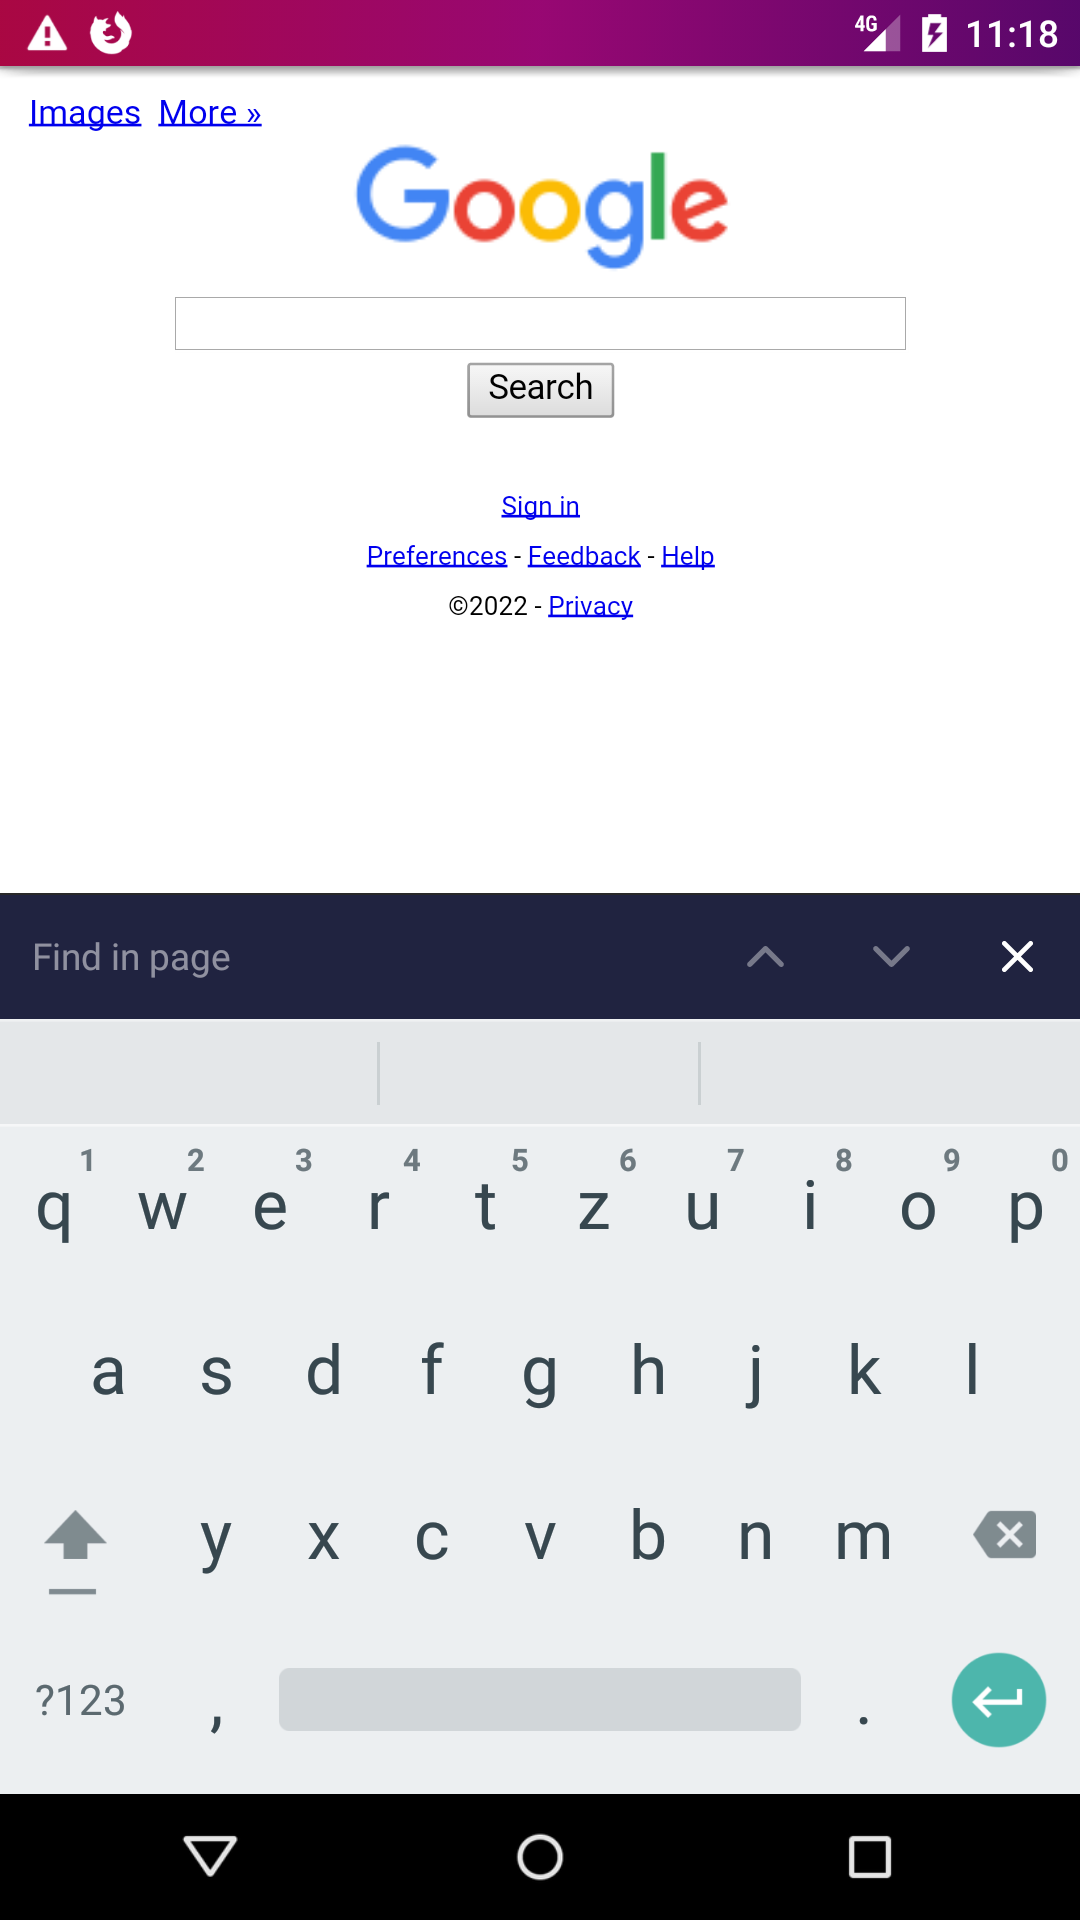 4G 11:18
Images More »
Google
Search
Sign in
Preferences - Feedback - Help
©2022 - Privacy
Find in page
1 2 3 4 5 6 7 8 9 0
q w e r t z u i o p
a s d f g h j k l
y x c v b n m
?123 , .